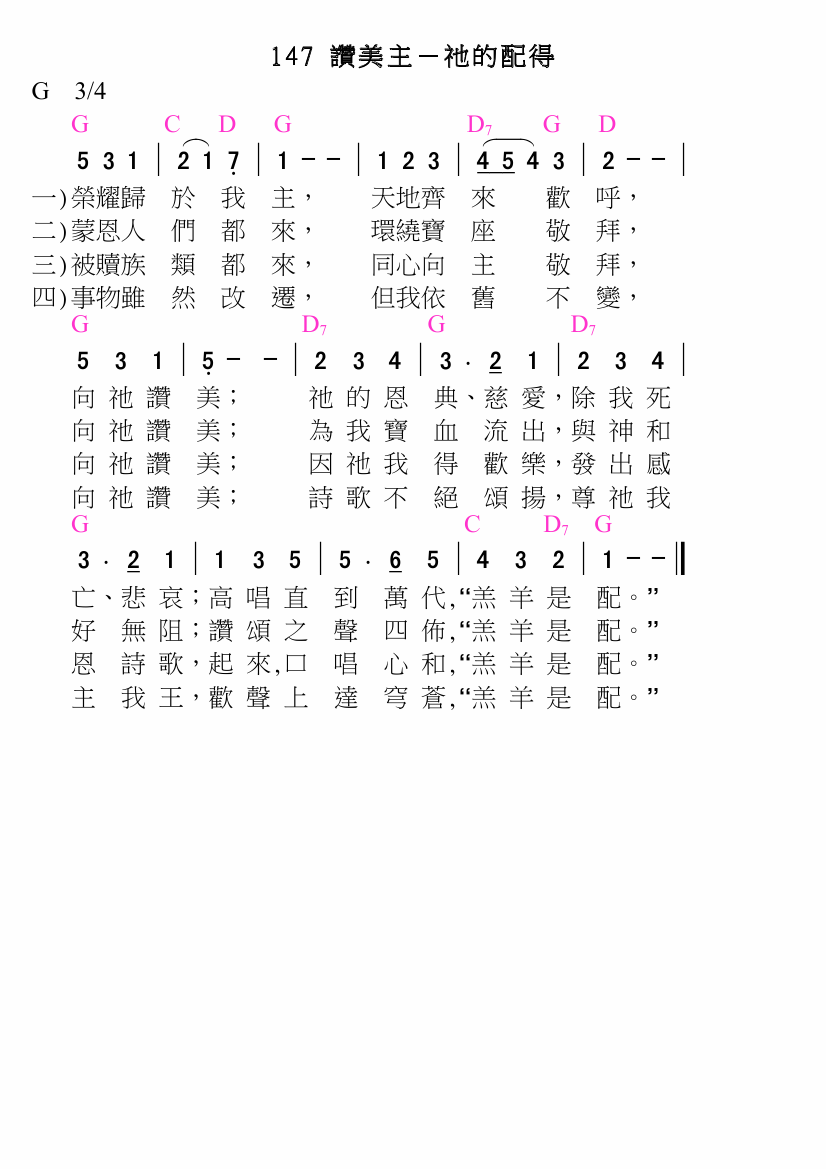 147 讚美主－祂的配得
G 3/4
G C D G D7 G D
5 3 1 | 2 1 7̣ | 1 － － | 1 2 3 | 4 5 4 3 | 2 － － |
一)榮耀歸 於 我 主， 天地齊 來 歡 呼，
二)蒙恩人 們 都 來， 環繞寶 座 敬 拜，
三)被贖族 類 都 來， 同心向 主 敬 拜，
四)事物雖 然 改 遷， 但我依 舊 不 變，
G D7 G D7
5 3 1 | 5̣ － － | 2 3 4 | 3 . 2 1 | 2 3 4 |
向 祂 讚 美； 祂 的 恩 典、慈 愛，除 我 死
向 祂 讚 美； 為 我 寶 血 流 出，與 神 和
向 祂 讚 美； 因 祂 我 得 歡 樂，發 出 感
向 祂 讚 美； 詩 歌 不 絕 頌 揚，尊 祂 我
G C D7 G
3 . 2 1 | 1 3 5 | 5 . 6 5 | 4 3 2 | 1 － － ||
亡、悲 哀；高 唱 直 到 萬 代,“羔 羊 是 配。”
好 無 阻；讚 頌 之 聲 四 佈,“羔 羊 是 配。”
恩 詩 歌，起 來,口 唱 心 和,“羔 羊 是 配。”
主 我 王，歡 聲 上 達 穹 蒼,“羔 羊 是 配。”